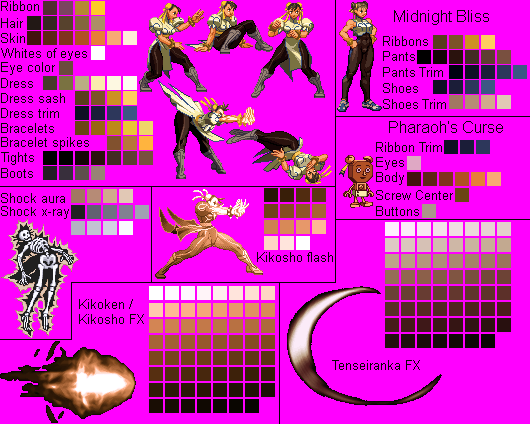 Ribbon
Hair
Skin
Whites of eyes
Eye color
Dress
Dress sash
Dress trim
Bracelets
Bracelet spikes
Tights
Boots
Midnight Bliss
Ribbons
Pants
Pants Trim
Shoes
Shoes Trim
Pharaoh's Curse
Ribbon Trim
Eyes
Body
Screw Center
Buttons
Shock aura
Shock x-ray
Kikosho flash
Kikoken /
Kikosho FX
Tenseiranka FX